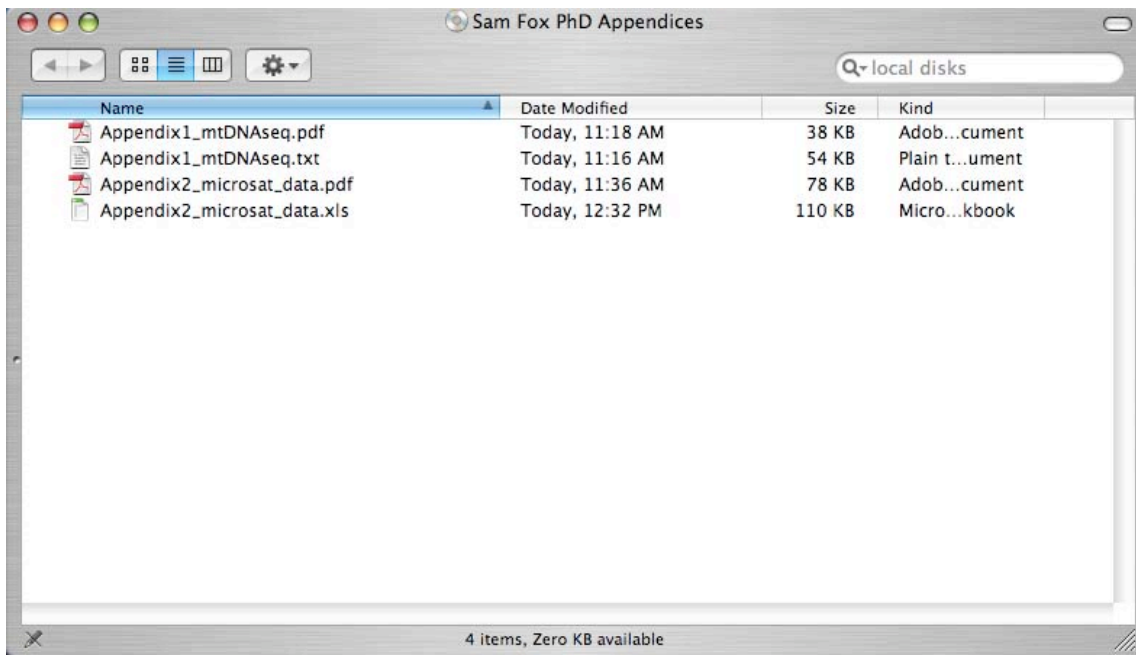 Sam Fox PhD Appendices
local disks
Name Date Modified Size Kind
Appendix1_mtDNAseq.pdf Today, 11:18 AM 38 KB Adob...cument
Appendix1_mtDNAseq.txt Today, 11:16 AM 54 KB Plain t...ument
Appendix2_microsat_data.pdf Today, 11:36 AM 78 KB Adob...cument
Appendix2_microsat_data.xls Today, 12:32 PM 110 KB Micro...kbook
4 items, Zero KB available